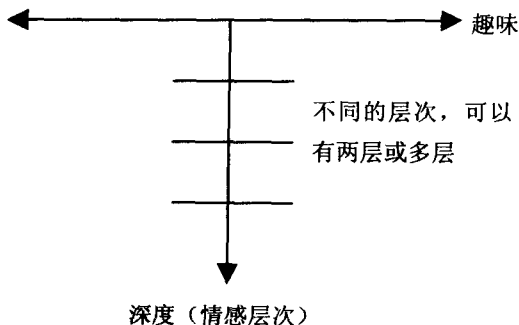 趣味
不同的层次，可以
有两层或多层
深度（情感层次）